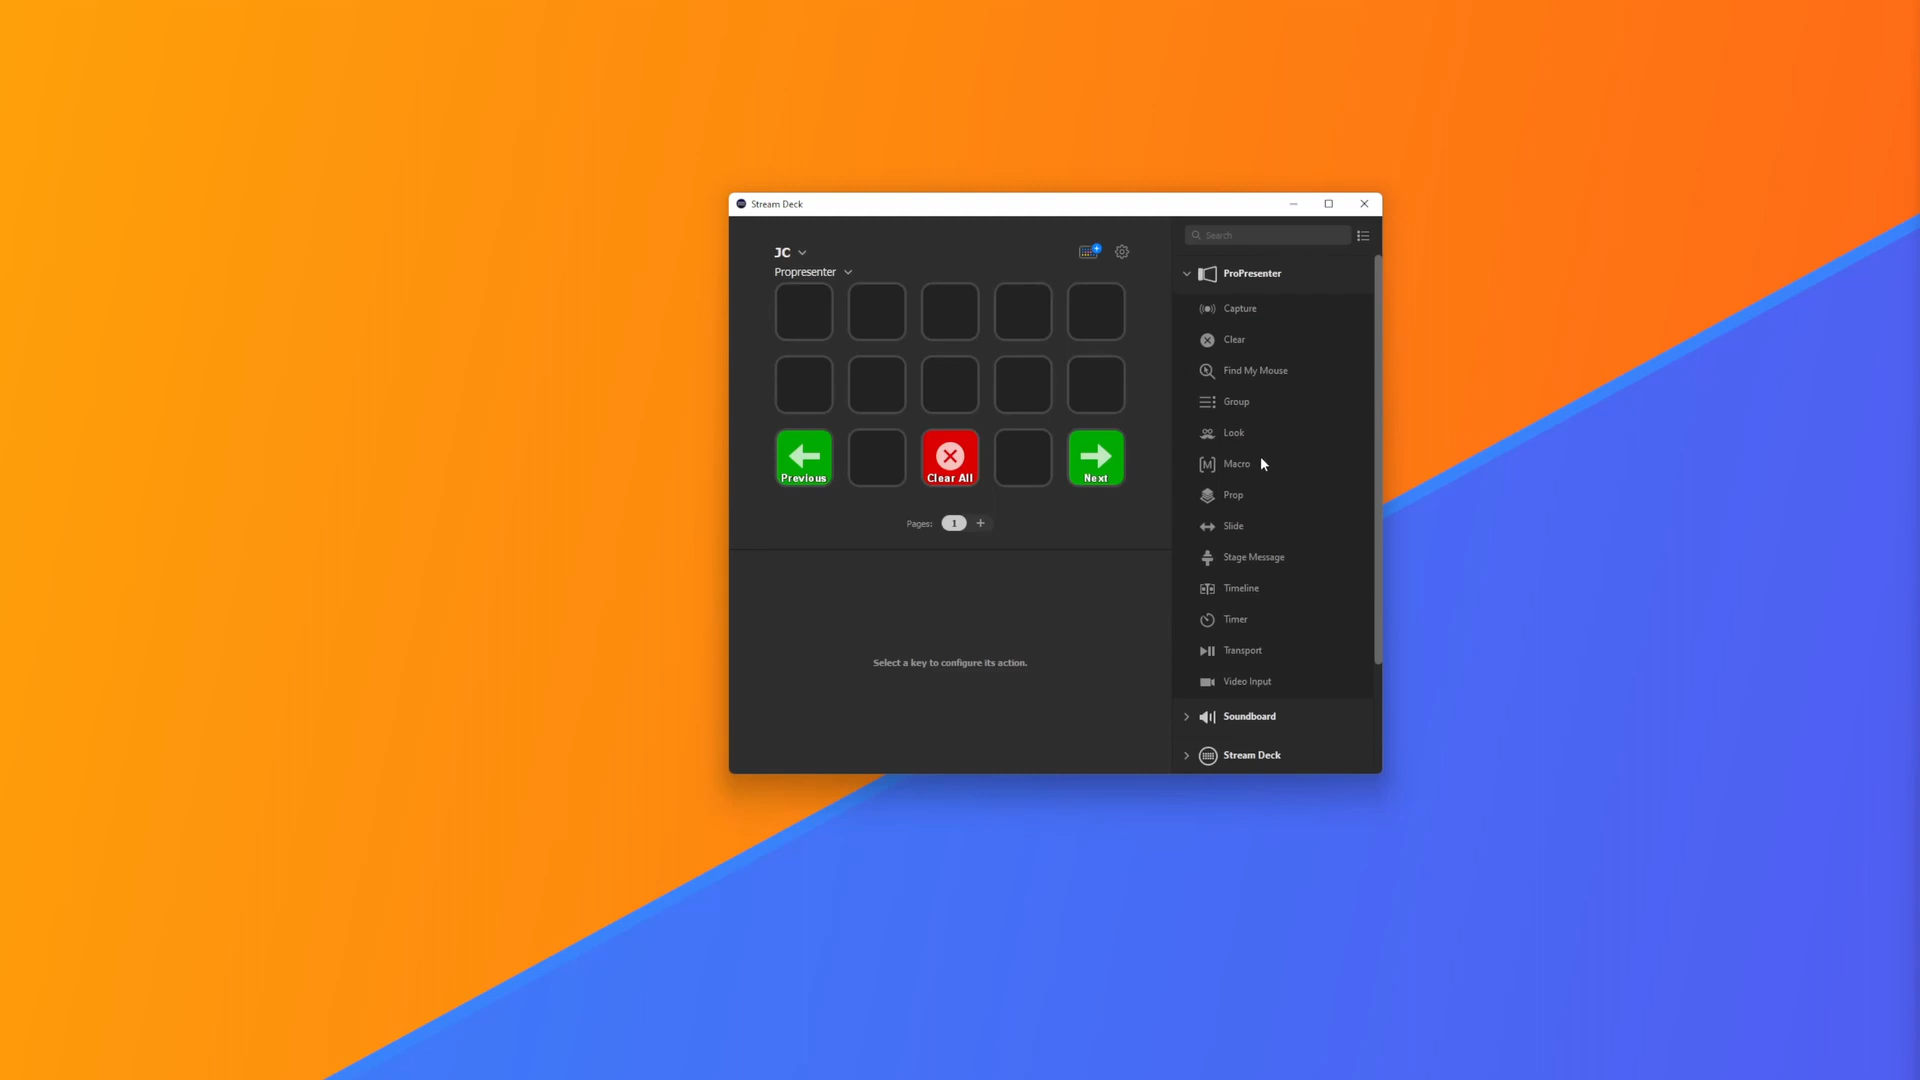 Stream Deck
JC
Propresenter
Previous
Clear All
Next
Pages:
1
+
Select a key to configure its action.
Search
ProPresenter
Capture
Clear
Find My Mouse
Group
Look
Macro
Prop
Slide
Stage Message
Timeline
Timer
Transport
Video Input
Soundboard
Stream Deck